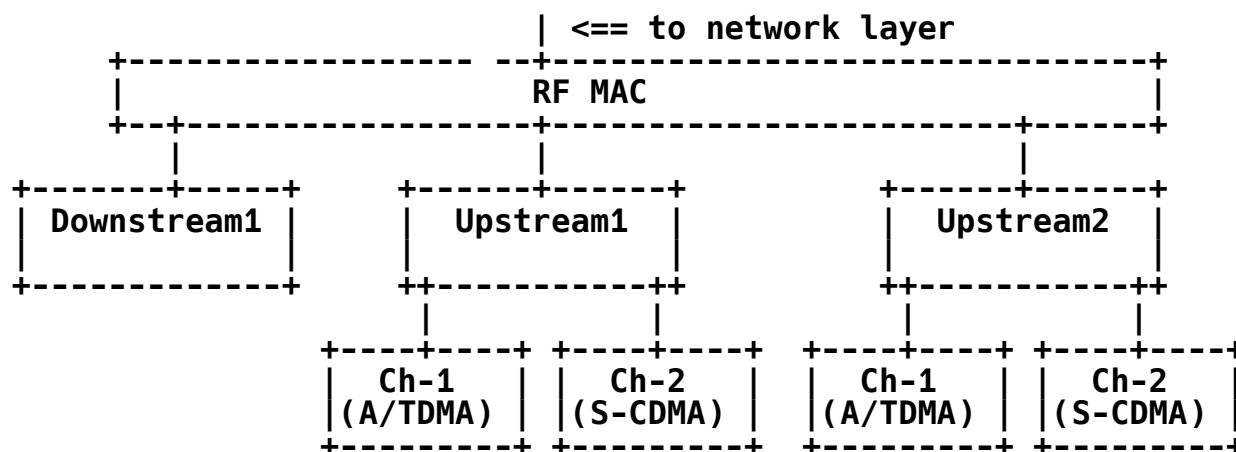 <== to network layer
RF MAC
Downstream1 Upstream1 Upstream2
Ch-1 Ch-2 Ch-1 Ch-2
(A/TDMA) (S-CDMA) (A/TDMA) (S-CDMA)